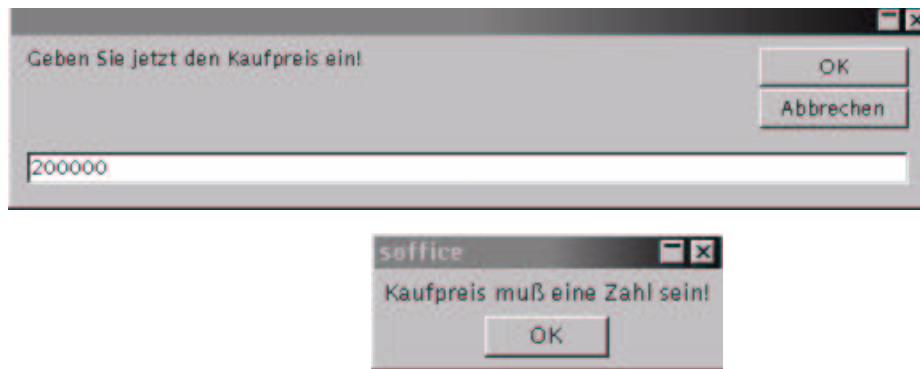 Geben Sie jetzt den Kaufpreis ein!
OK
Abbrechen
200000
soffice
Kaufpreis muß eine Zahl sein!
OK